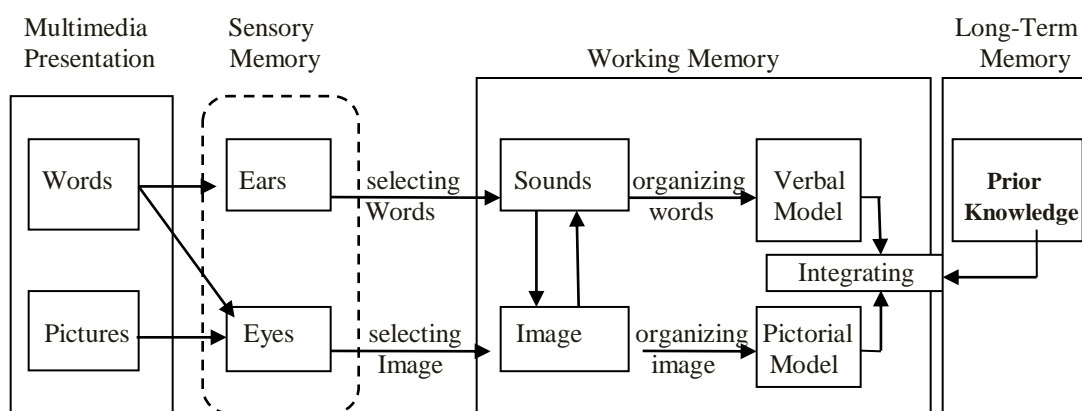 Multimedia
Presentation
Sensory
Memory
Working Memory
Long-Term
Memory
Words
Ears
selecting
Words
Sounds
organizing
words
Verbal
Model
Prior
Knowledge
Integrating
Pictures
Eyes
selecting
Image
Image
organizing
image
Pictorial
Model